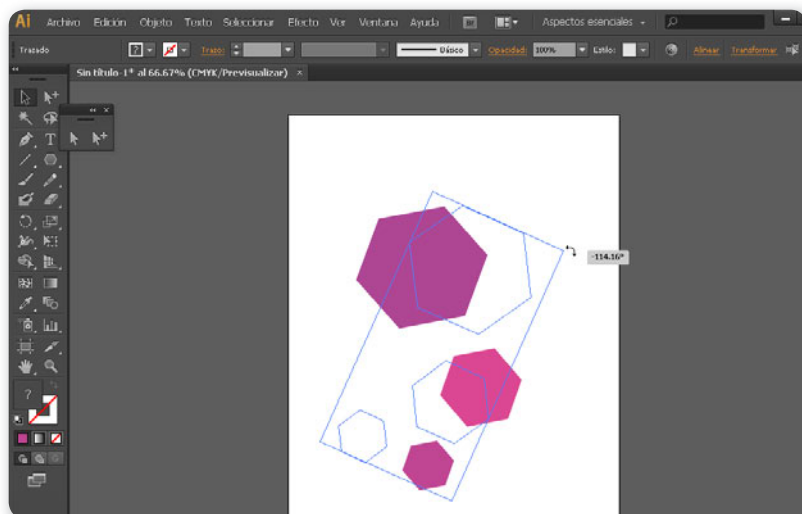 Ai Archivo Edición Objeto Texto Seleccionar Efecto Ver Ventana Ayuda Br Aspectos esenciales
Trazado ? Trazo: Básico Opacidad: 100% Estilo: Alinear Transformar
Sin título-1* al 66.67% (CMYK/Previsualizar) ×
T
-114.16°
?